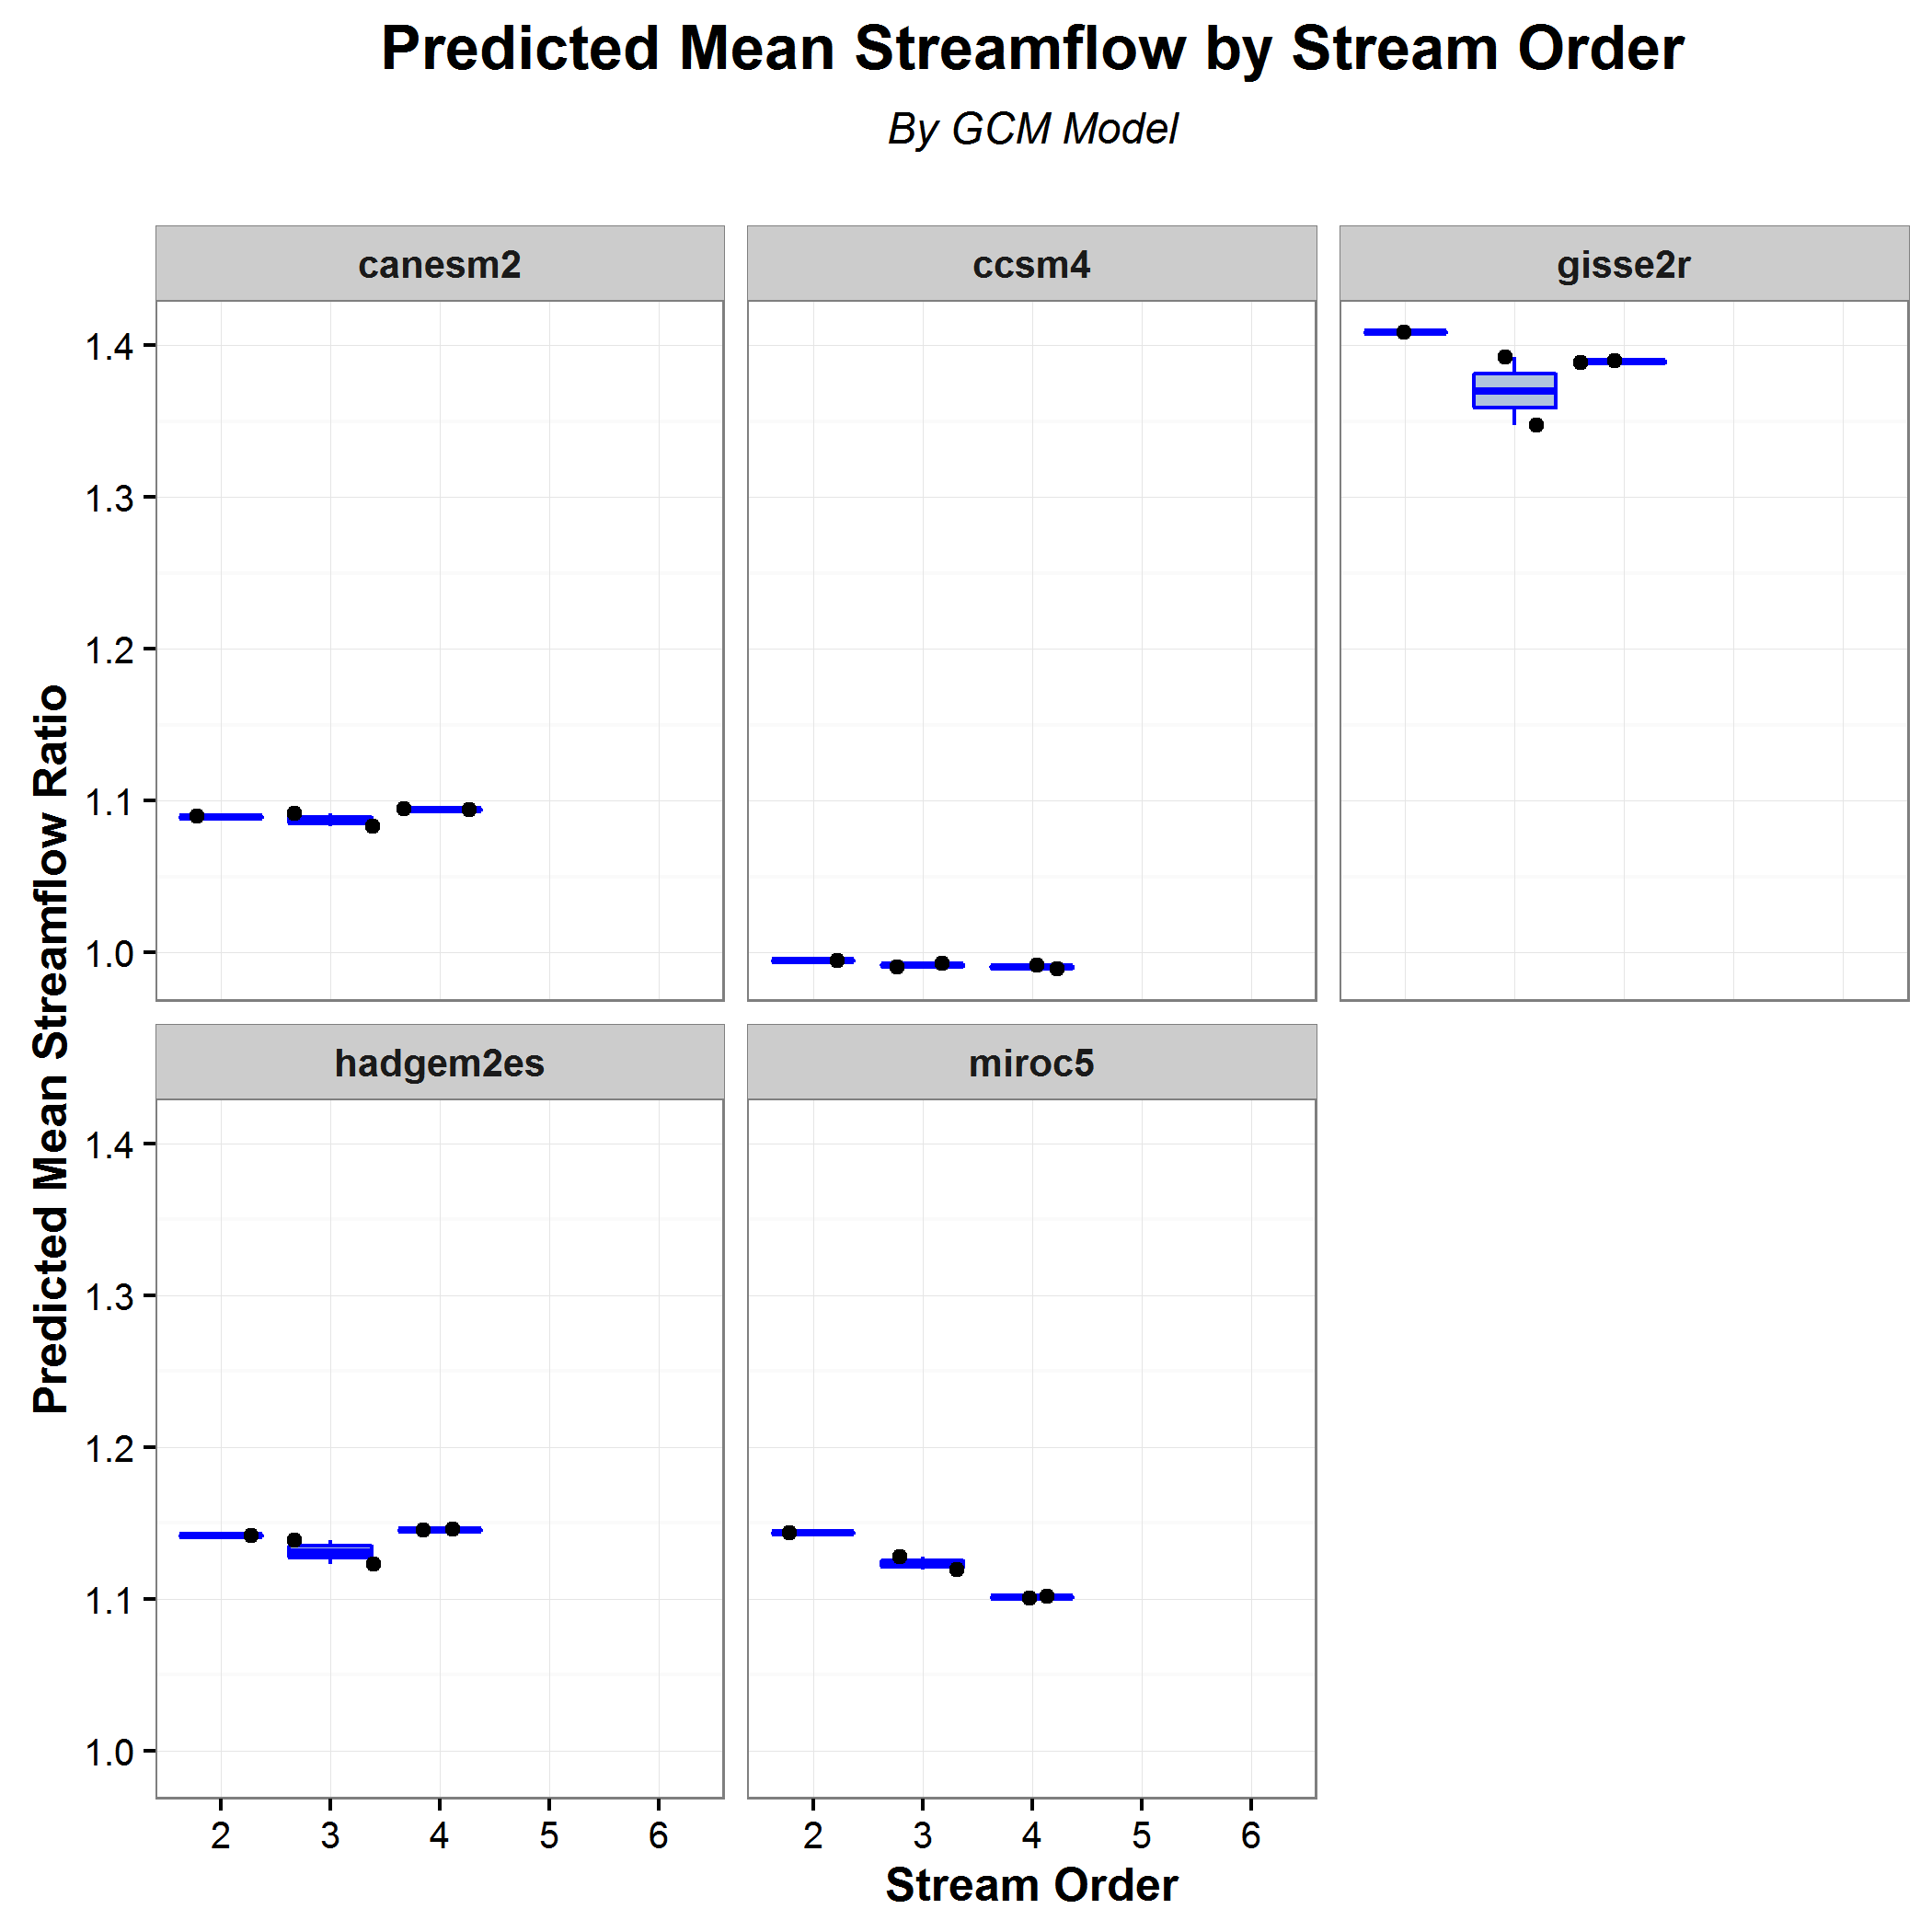 Predicted Mean Streamflow by Stream Order
By GCM Model
canesm2
ccsm4
gisse2r
1.4
1.3
1.2
1.1
1.0
Predicted Mean Streamflow Ratio
hadgem2es
miroc5
1.4
1.3
1.2
1.1
1.0
2 3 4 5 6
2 3 4 5 6
Stream Order